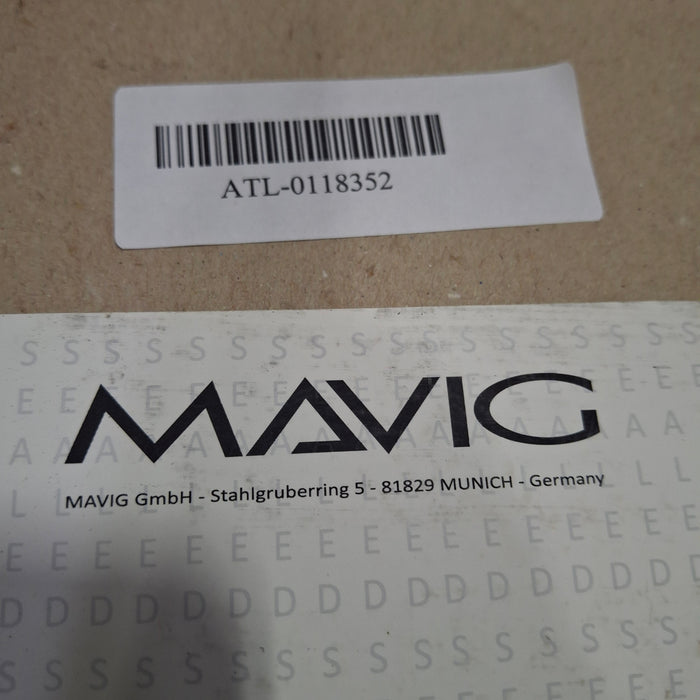 ATL-0118352
S S S S S S S S S S S S S S S S
E E E E E E E
MAVIG
A A A A A A A A A
MAVIG GmbH - Stahlgruberring 5 - 81829 MUNICH - Germany
L L L L L L L L L
E E E E E E E E E E E E E E E E
D D D D D D D D D D D D D D D D
S S S S S S S S S S S S S S S S
E E E E